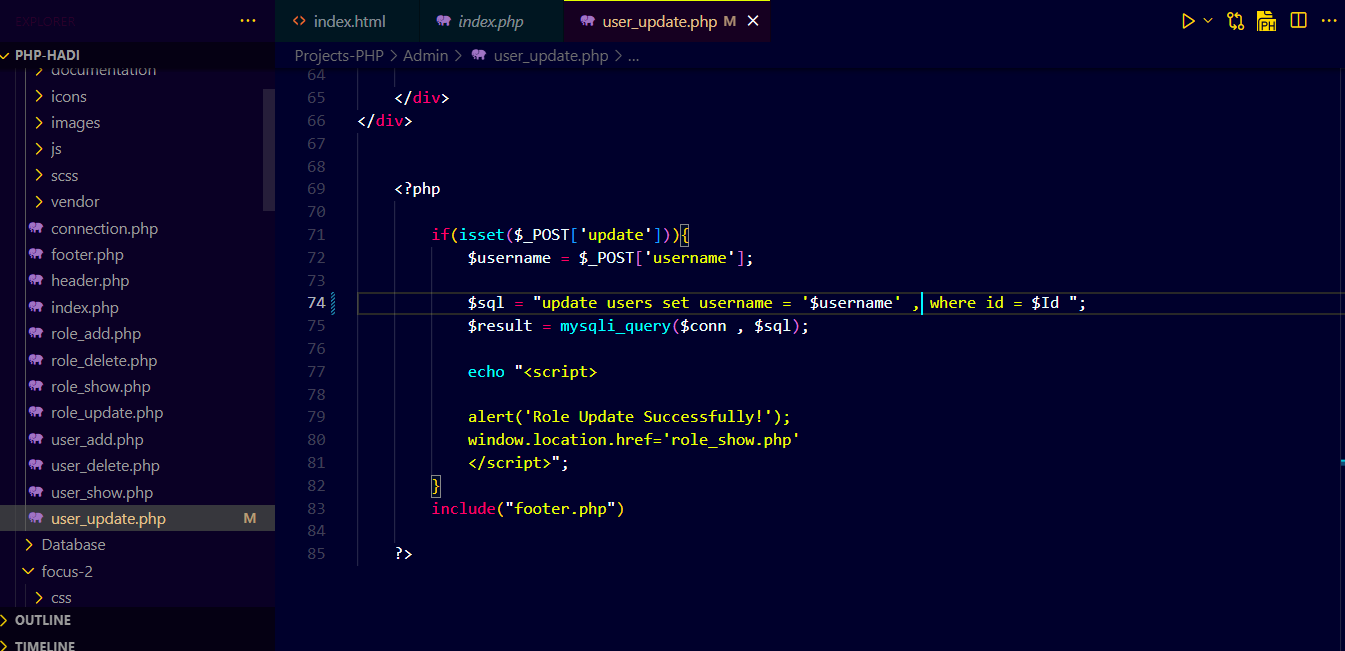 EXPLORER
index.html
index.php
user_update.php M
Projects-PHP > Admin > user_update.php > ...
PHP-HADI
documentation
icons
images
js
scss
vendor
connection.php
footer.php
header.php
index.php
role_add.php
role_delete.php
role_show.php
role_update.php
user_add.php
user_delete.php
user_show.php
user_update.php M
Database
focus-2
css
OUTLINE
TIMELINE
64
65 </div>
66 </div>
67
68
69 <?php
70
71 if(isset($_POST['update'])){
72 $username = $_POST['username'];
73
74 $sql = "update users set username = '$username' , where id = $Id ";
75 $result = mysqli_query($conn , $sql);
76
77 echo "<script>
78
79 alert('Role Update Successfully!');
80 window.location.href='role_show.php'
81 </script>";
82 }
83 include("footer.php")
84
85 ?>